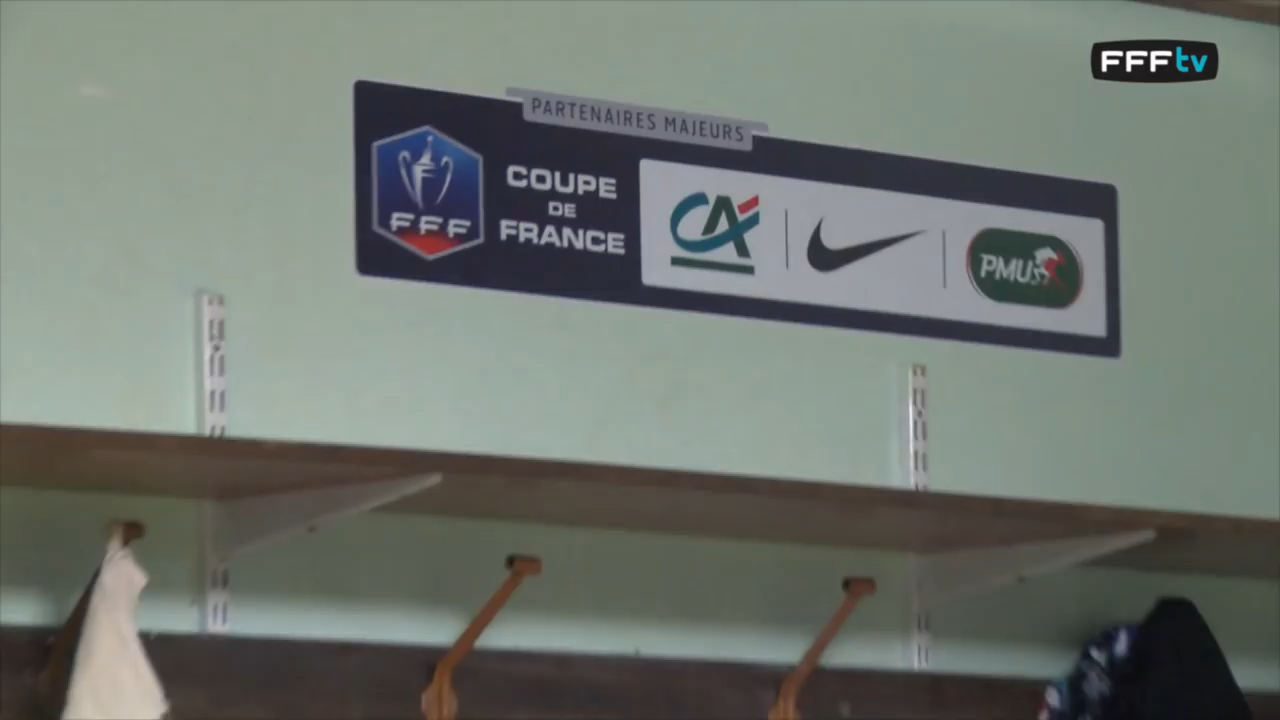 FFFtv
PARTENAIRES MAJEURS
FFF
COUPE
DE
FRANCE
CA
PMU